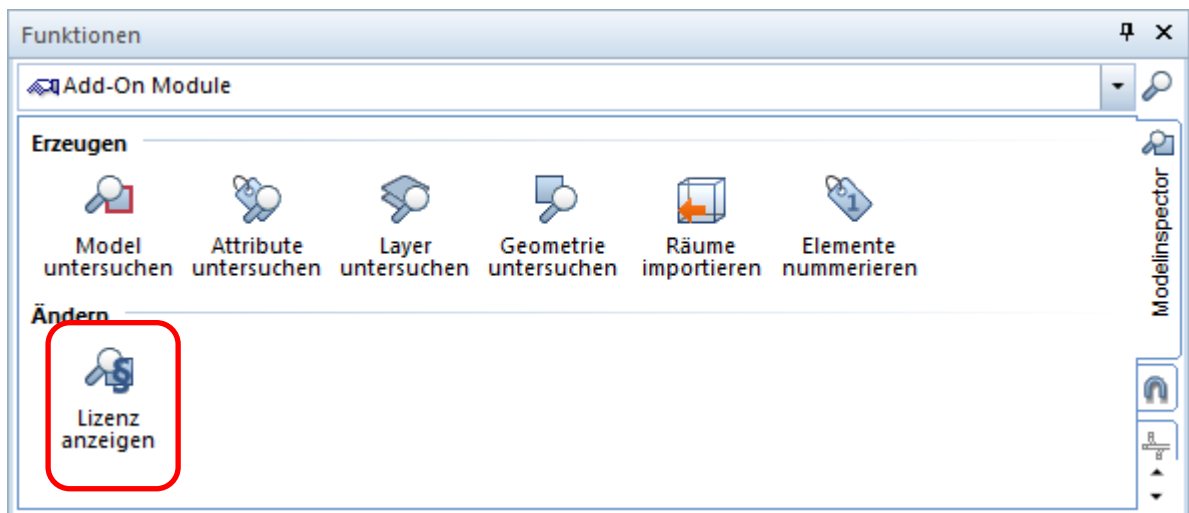 Funktionen
Add-On Module
Erzeugen
Model
untersuchen
Attribute
untersuchen
Layer
untersuchen
Geometrie
untersuchen
Räume
importieren
1
Elemente
nummerieren
Modelinspector
Ändern
§
Lizenz
anzeigen